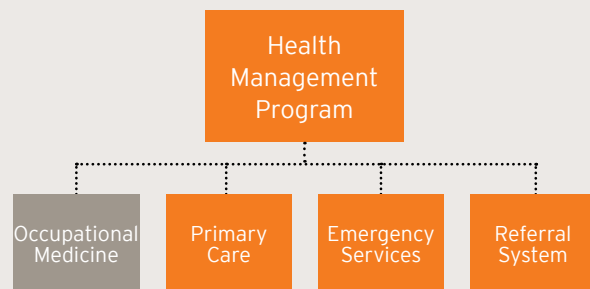 Health
Management
Program
Occupational
Medicine
Primary
Care
Emergency
Services
Referral
System